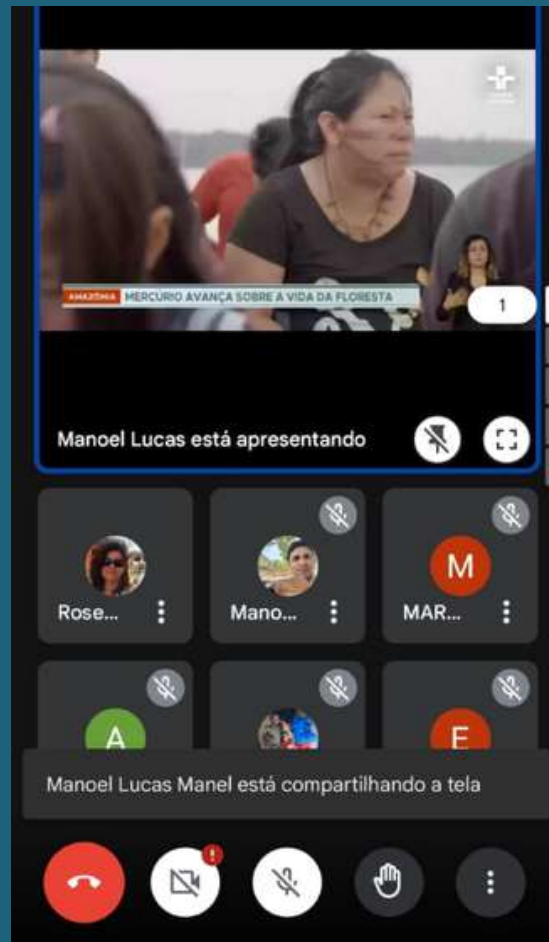 AMAZÔNIA MERCÚRIO AVANÇA SOBRE A VIDA DA FLORESTA
1
Manoel Lucas está apresentando
Rose... Mano... MAR...
M
A E
Manoel Lucas Manel está compartilhando a tela
!